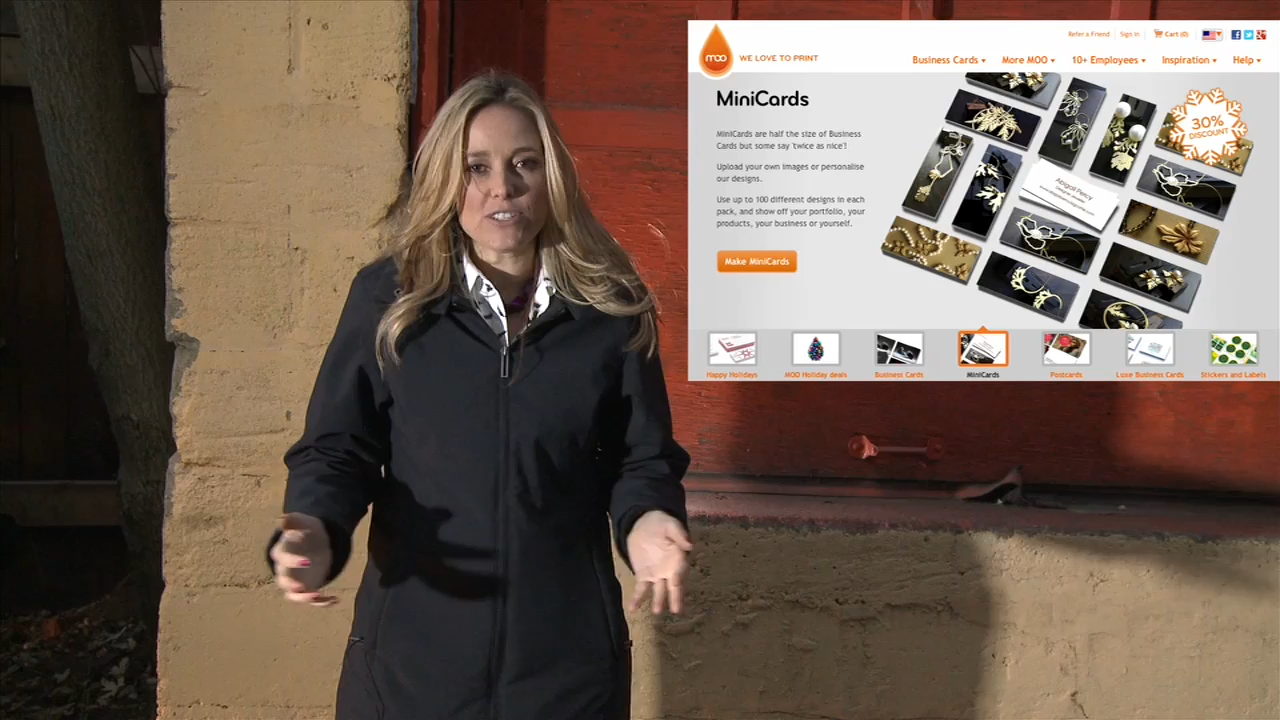 Refer a Friend
Sign In
Cart (0)
moo
WE LOVE TO PRINT
Business Cards
More MOO
10+ Employees
Inspiration
Help
MiniCards
MiniCards are half the size of Business
Cards but some say 'twice as nice'!
Upload your own images or personalise
our designs.
Use up to 100 different designs in each
pack, and show off your portfolio, your
products, your business or yourself.
Make MiniCards
30%
DISCOUNT
Abigail Percy
Happy Holidays
MOO Holiday deals
Business Cards
MiniCards
Postcards
Luxe Business Cards
Stickers and Labels